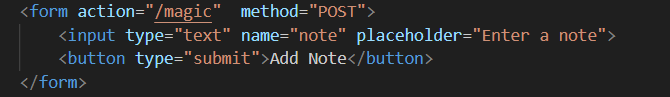 <form action="/magic"  method="POST">
    <input type="text" name="note" placeholder="Enter a note">
    <button type="submit">Add Note</button>
</form>